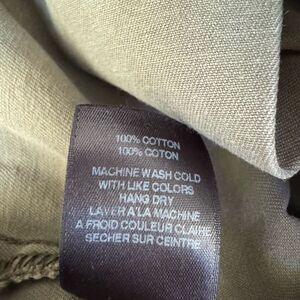 100% COTTON
100% COTON
MACHINE WASH COLD
WITH LIKE COLORS
HANG DRY
LAVER A'LA MACHINE
A FROID COULEUR CLAIRE
SECHER SUR CEINTRE